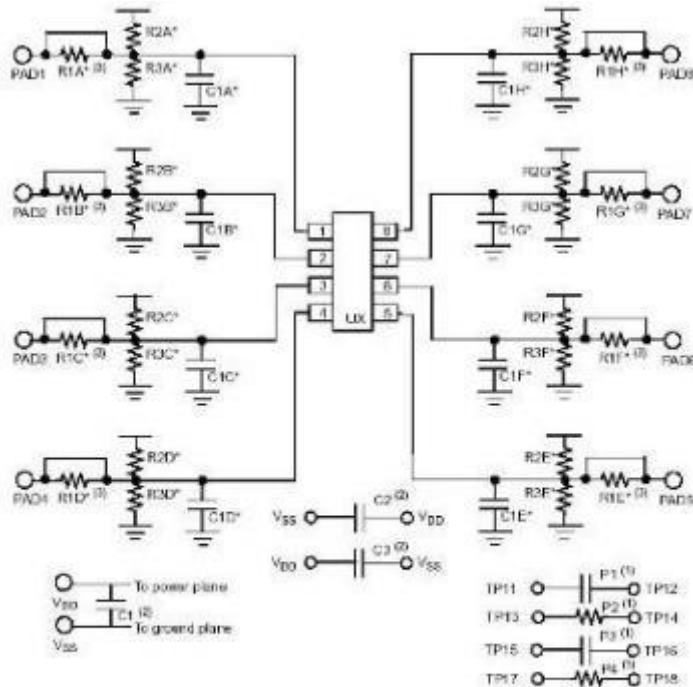 R2A*
PAD1
R1A* (3)
R3A*
C1A*
R2H*
R3H*
R1H* (3)
C1H*
R2B*
PAD2
R1B* (3)
R3B*
C1B*
R2G*
R3G*
R1G* (3)
PAD7
C1G*
1
8
2
7
3
6
4
5
UX
R2C*
PAD3
R1C* (3)
R3C*
C1C*
R2F*
R3F*
R1F* (3)
PAD6
C1F*
R2D*
PAD4
R1D* (3)
R3D*
C1D*
R2E*
R3E*
R1E* (3)
PAD5
C1E*
VSS
C2 (2)
VDD
VDD
C3 (2)
VSS
VDD
To power plane
C1 (2)
VSS
To ground plane
TP11
P1 (1)
TP12
TP13
P2 (1)
TP14
TP15
P3 (1)
TP16
TP17
P4 (1)
TP18